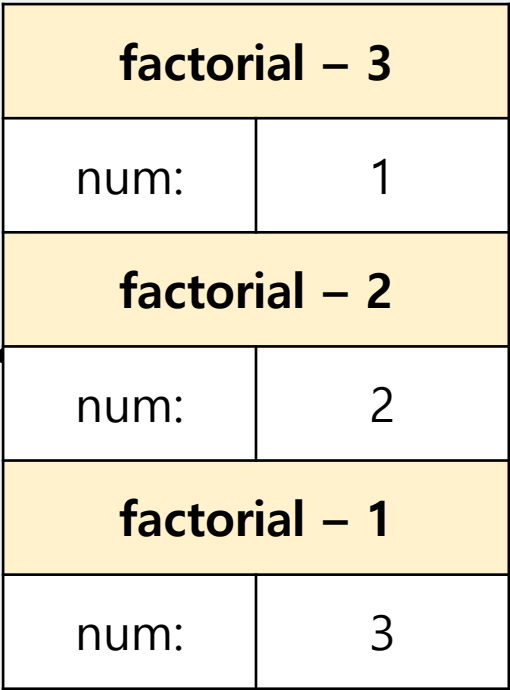 factorial – 3
num: 1
factorial – 2
num: 2
factorial – 1
num: 3